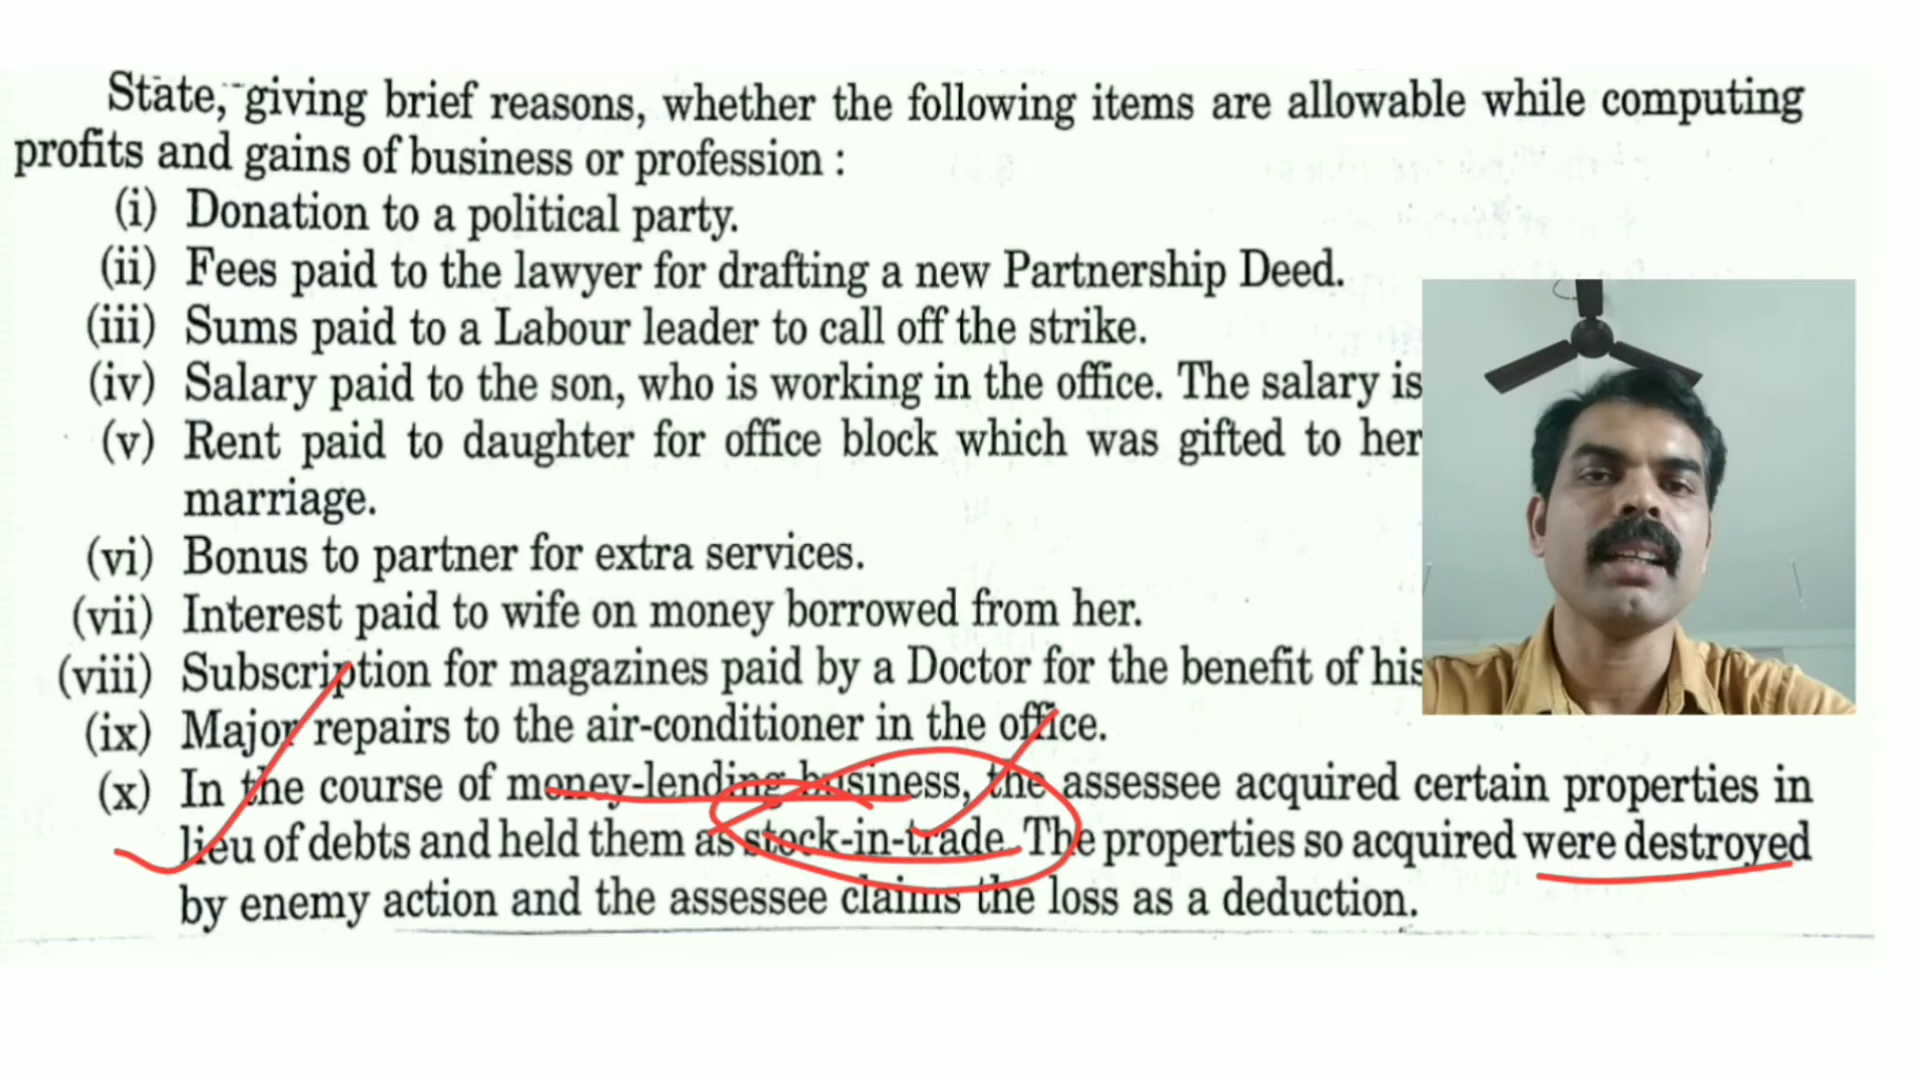 State, giving brief reasons, whether the following items are allowable while computing
profits and gains of business or profession :
(i) Donation to a political party.
(ii) Fees paid to the lawyer for drafting a new Partnership Deed.
(iii) Sums paid to a Labour leader to call off the strike.
(iv) Salary paid to the son, who is working in the office. The salary is
(v) Rent paid to daughter for office block which was gifted to her
marriage.
(vi) Bonus to partner for extra services.
(vii) Interest paid to wife on money borrowed from her.
(viii) Subscription for magazines paid by a Doctor for the benefit of his
(ix) Major repairs to the air-conditioner in the office.
(x) In the course of money-lending business, the assessee acquired certain properties in
lieu of debts and held them as stock-in-trade. The properties so acquired were destroyed
by enemy action and the assessee claims the loss as a deduction.